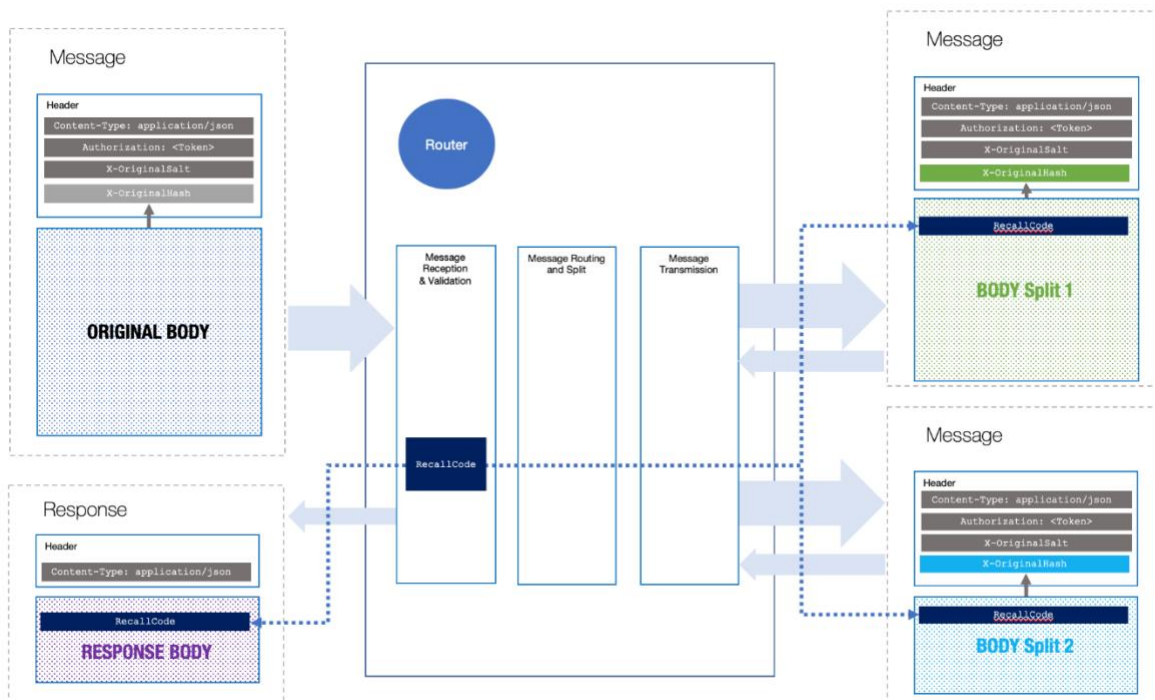 Message
Header
Content-Type: application/json
Authorization: <Token>
X-OriginalSalt
X-OriginalHash
ORIGINAL BODY
Response
Header
Content-Type: application/json
RecallCode
RESPONSE BODY
Router
Message
Reception
& Validation
RecallCode
Message Routing
and Split
Message
Transmission
Message
Header
Content-Type: application/json
Authorization: <Token>
X-OriginalSalt
X-OriginalHash
RecallCode
BODY Split 1
Message
Header
Content-Type: application/json
Authorization: <Token>
X-OriginalSalt
X-OriginalHash
RecallCode
BODY Split 2